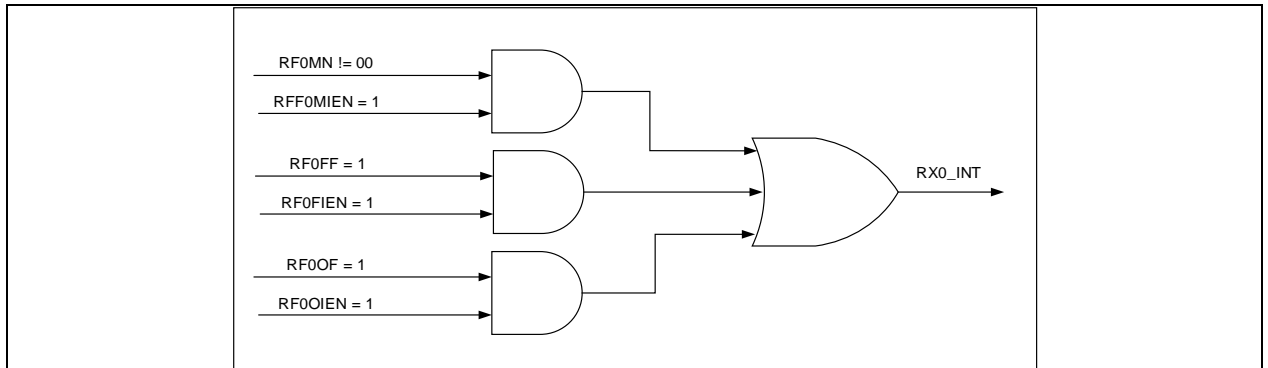 RF0MN != 00
RFF0MIEN = 1
RF0FF = 1
RF0FIEN = 1
RX0_INT
RF0OF = 1
RF0OIEN = 1